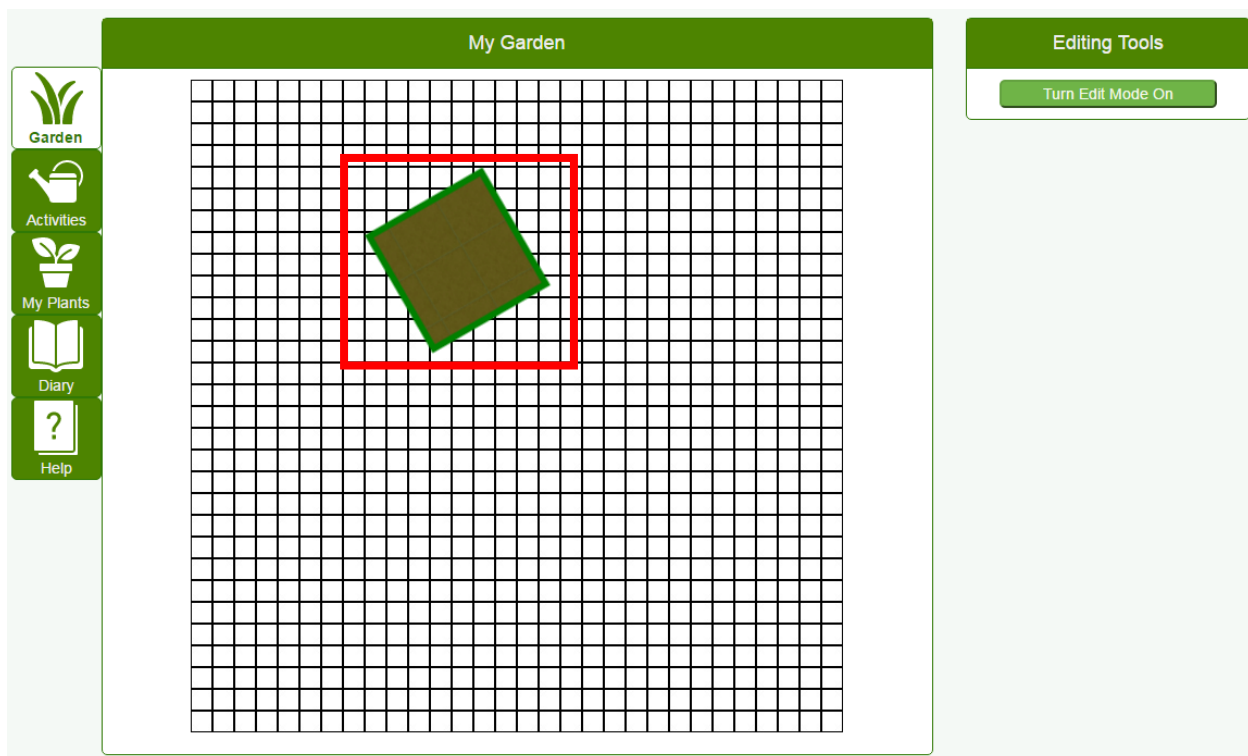 My Garden
Editing Tools
Turn Edit Mode On
Garden
Activities
My Plants
Diary
?
Help